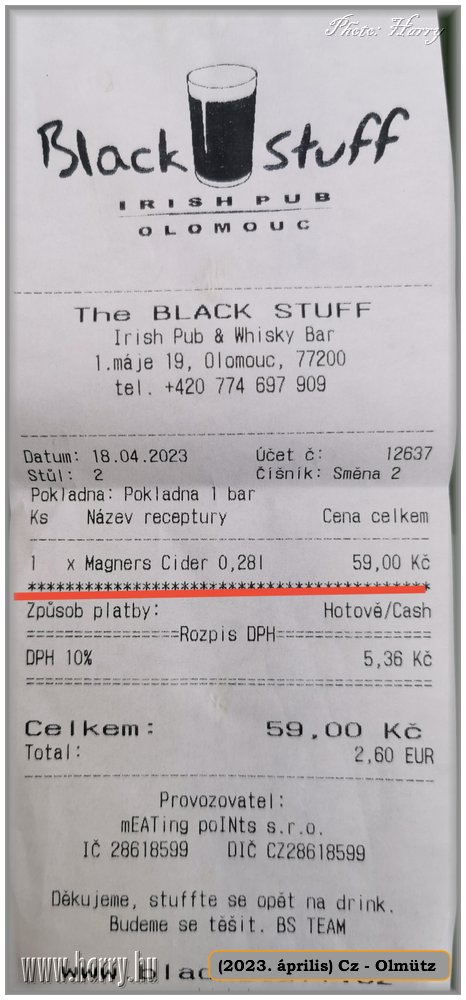 Photo: Harry
Black Stuff
IRISH PUB
OLOMOUC
The BLACK STUFF
Irish Pub & Whisky Bar
1.máje 19, Olomouc, 77200
tel. +420 774 697 909
Datum: 18.04.2023 Účet č: 12637
Stůl: 2 Číšník: Směna 2
Pokladna: Pokladna 1 bar
Ks Název receptury Cena celkem
1 x Magners Cider 0,28l 59,00 Kč
******************************************
Způsob platby: Hotově/Cash
================Rozpis DPH================
DPH 10% 5,36 Kč
Celkem: 59,00 Kč
Total: 2,60 EUR
Provozovatel:
mEATing poINts s.r.o.
IČ 28618599 DIČ CZ28618599
Děkujeme, stuffte se opět na drink.
Budeme se těšit. BS TEAM
www.harry.hu
(2023. április) Cz - Olmütz